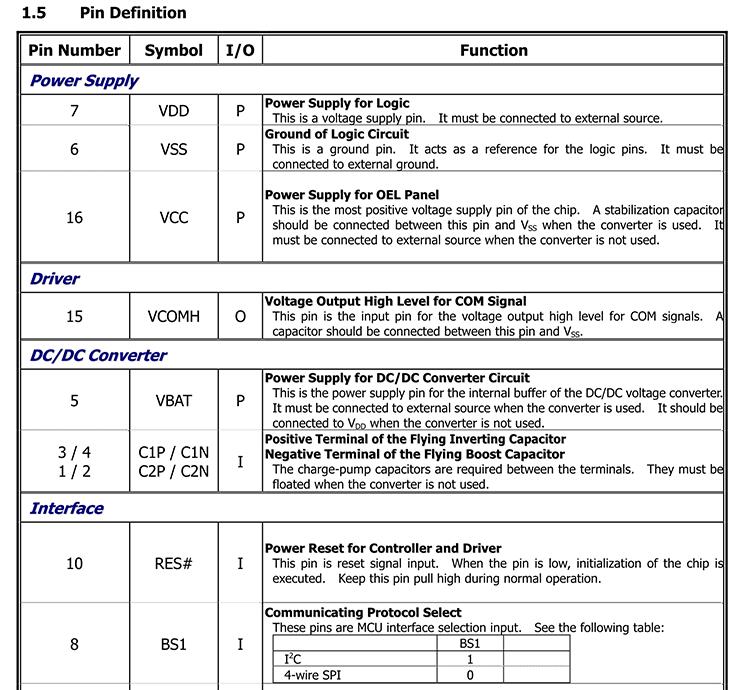 1.5 Pin Definition
Pin Number Symbol I/O Function
Power Supply
7 VDD P Power Supply for Logic
This is a voltage supply pin. It must be connected to external source.
6 VSS P Ground of Logic Circuit
This is a ground pin. It acts as a reference for the logic pins. It must be
connected to external ground.
16 VCC P Power Supply for OEL Panel
This is the most positive voltage supply pin of the chip. A stabilization capacitor
should be connected between this pin and VSS when the converter is used. It
must be connected to external source when the converter is not used.
Driver
15 VCOMH O Voltage Output High Level for COM Signal
This pin is the input pin for the voltage output high level for COM signals. A
capacitor should be connected between this pin and VSS.
DC/DC Converter
5 VBAT P Power Supply for DC/DC Converter Circuit
This is the power supply pin for the internal buffer of the DC/DC voltage converter.
It must be connected to external source when the converter is used. It should be
connected to VDD when the converter is not used.
3 / 4 C1P / C1N I Positive Terminal of the Flying Inverting Capacitor
1 / 2 C2P / C2N Negative Terminal of the Flying Boost Capacitor
The charge-pump capacitors are required between the terminals. They must be
floated when the converter is not used.
Interface
10 RES# I Power Reset for Controller and Driver
This pin is reset signal input. When the pin is low, initialization of the chip is
executed. Keep this pin pull high during normal operation.
8 BS1 I Communicating Protocol Select
These pins are MCU interface selection input. See the following table:
BS1
I²C 1
4-wire SPI 0